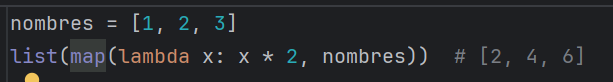 nombres = [1, 2, 3]
list(map(lambda x: x * 2, nombres))  # [2, 4, 6]